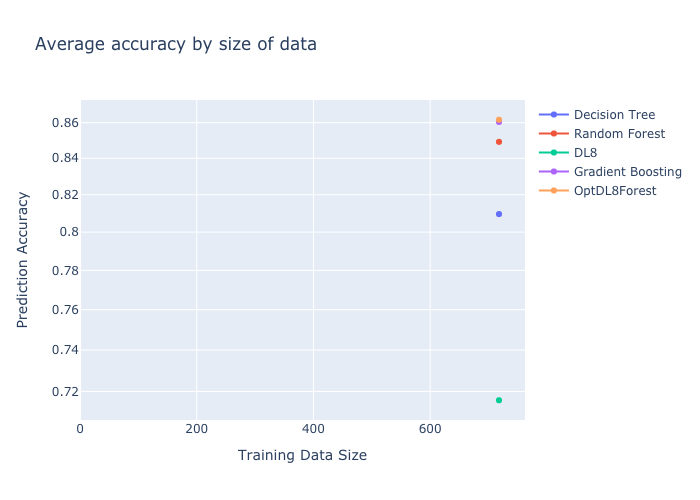 Average accuracy by size of data
Prediction Accuracy
0.86
0.84
0.82
0.8
0.78
0.76
0.74
0.72
0
200
400
600
Training Data Size
Decision Tree
Random Forest
DL8
Gradient Boosting
OptDL8Forest